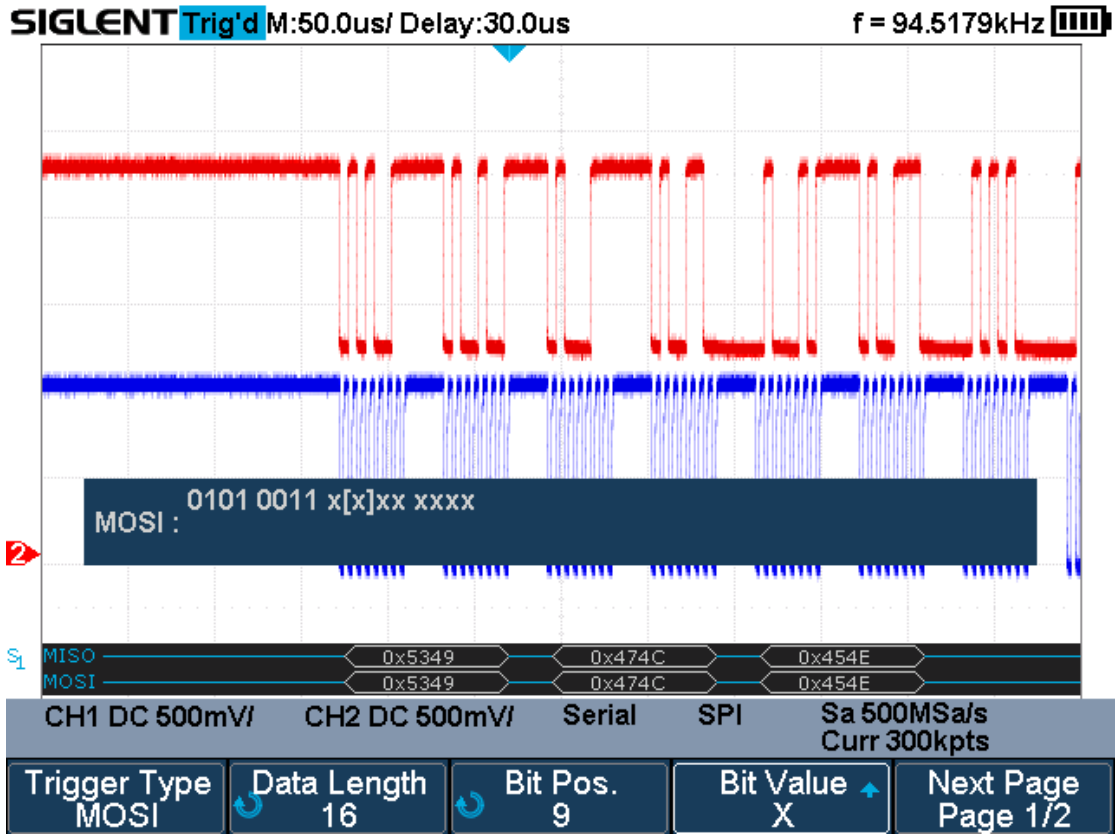 SIGLENT Trig'd M:50.0us/ Delay:30.0us f = 94.5179kHz
0101 0011 x[x]xx xxxx
MOSI :
2
S1
MISO 0x5349 0x474C 0x454E
MOSI 0x5349 0x474C 0x454E
CH1 DC 500mV/ CH2 DC 500mV/ Serial SPI Sa 500MSa/s
Curr 300kpts
Trigger Type Data Length Bit Pos. Bit Value Next Page
MOSI 16 9 X Page 1/2